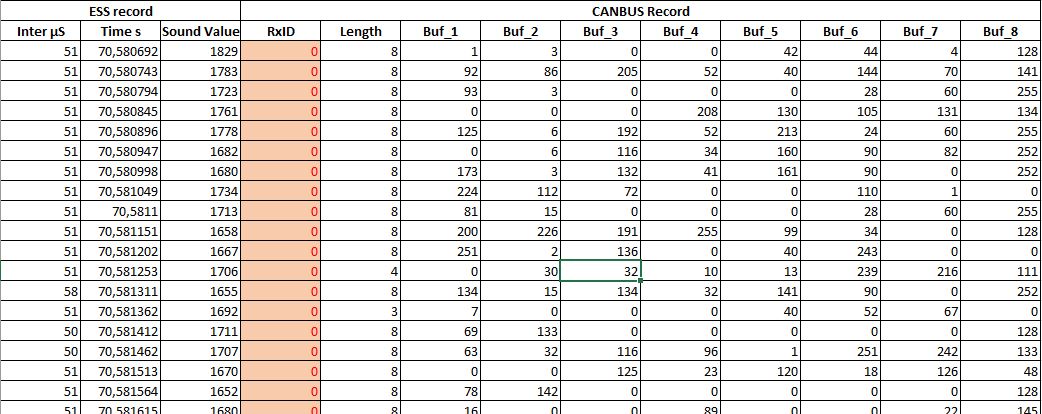 ESS record CANBUS Record
Inter µS Time s Sound Value RxID Length Buf_1 Buf_2 Buf_3 Buf_4 Buf_5 Buf_6 Buf_7 Buf_8
51 70,580692 1829 0 8 1 3 0 0 42 44 4 128
51 70,580743 1783 0 8 92 86 205 52 40 144 70 141
51 70,580794 1723 0 8 93 3 0 0 0 28 60 255
51 70,580845 1761 0 8 0 0 0 208 130 105 131 134
51 70,580896 1778 0 8 125 6 192 52 213 24 60 255
51 70,580947 1682 0 8 0 6 116 34 160 90 82 252
51 70,580998 1680 0 8 173 3 132 41 161 90 0 252
51 70,581049 1734 0 8 224 112 72 0 0 110 1 0
51 70,5811 1713 0 8 81 15 0 0 0 28 60 255
51 70,581151 1658 0 8 200 226 191 255 99 34 0 128
51 70,581202 1667 0 8 251 2 136 0 40 243 0 0
51 70,581253 1706 0 4 0 30 32 10 13 239 216 111
58 70,581311 1655 0 8 134 15 134 32 141 90 0 252
51 70,581362 1692 0 3 7 0 0 0 40 52 67 0
50 70,581412 1711 0 8 69 133 0 0 0 0 0 128
50 70,581462 1707 0 8 63 32 116 96 1 251 242 133
51 70,581513 1670 0 8 0 0 125 23 120 18 126 48
51 70,581564 1652 0 8 78 142 0 0 0 0 0 128
51 70,581615 1680 0 8 16 0 0 89 0 0 22 145